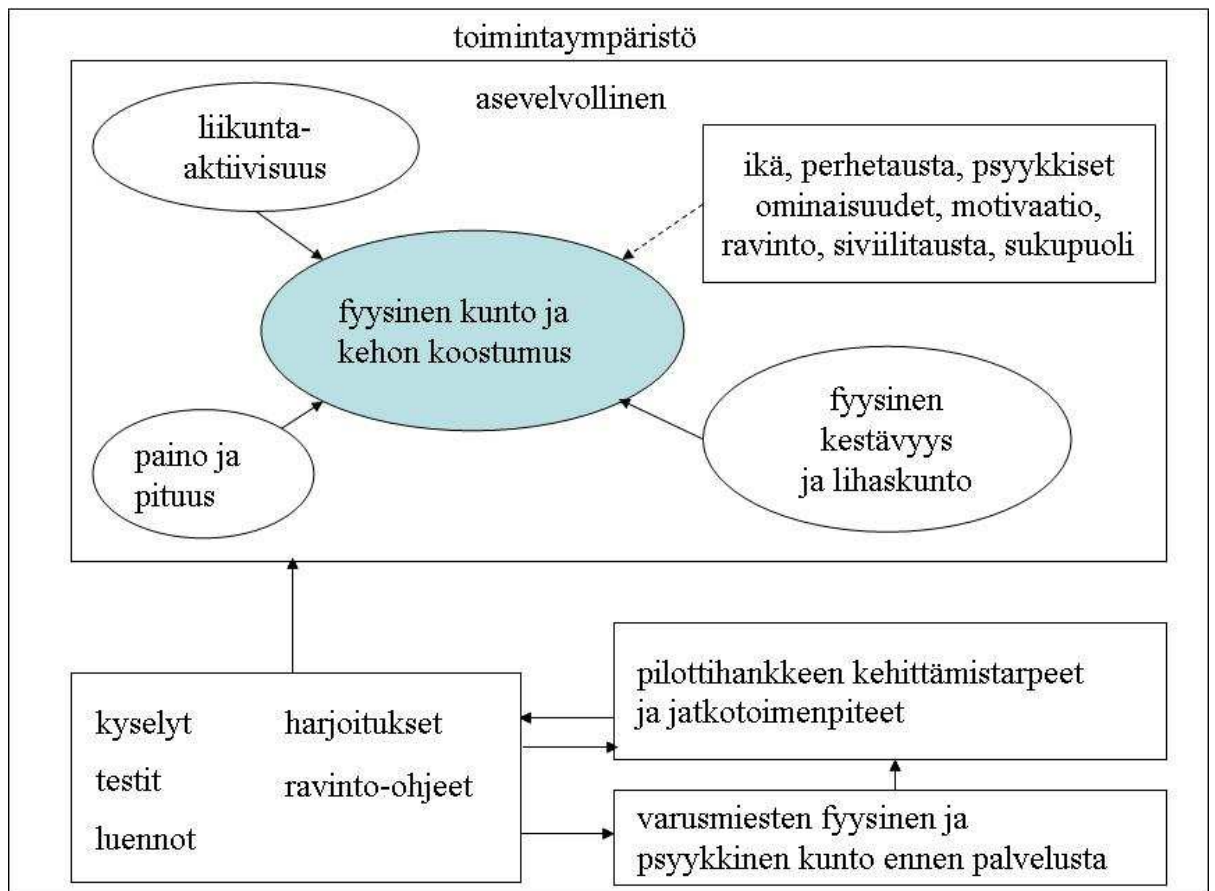 toimintaympäristö
asevelvollinen
liikunta-
aktiivisuus
ikä, perhetausta, psyykkiset
ominaisuudet, motivaatio,
ravinto, siviilitausta, sukupuoli
fyysinen kunto ja
kehon koostumus
fyysinen
kestävyys
ja lihaskunto
paino ja
pituus
pilottihankkeen kehittämistarpeet
ja jatkotoimenpiteet
kyselyt
harjoitukset
testit
ravinto-ohjeet
luennot
varusmiesten fyysinen ja
psyykkinen kunto ennen palvelusta